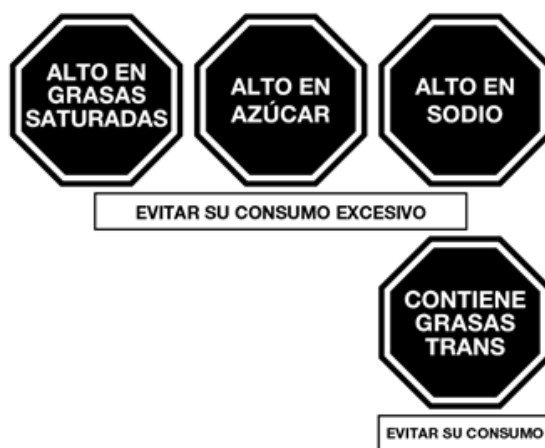 ALTO EN
GRASAS
SATURADAS
ALTO EN
AZÚCAR
ALTO EN
SODIO
EVITAR SU CONSUMO EXCESIVO
CONTIENE
GRASAS
TRANS
EVITAR SU CONSUMO